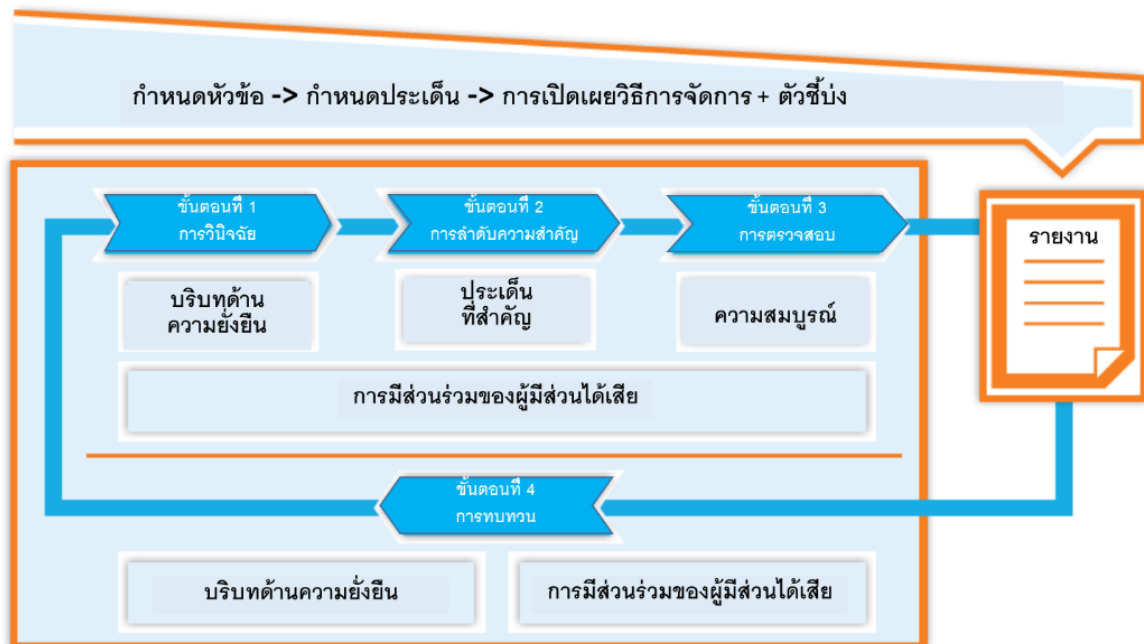 กำหนดหัวข้อ -> กำหนดประเด็น -> การเปิดเผยวิธีการจัดการ + ตัวชี้บ่ง
ขั้นตอนที่ 1
การวินิจฉัย
ขั้นตอนที่ 2
การลำดับความสำคัญ
ขั้นตอนที่ 3
การตรวจสอบ
รายงาน
บริบทด้าน
ความยั่งยืน
ประเด็น
ที่สำคัญ
ความสมบูรณ์
การมีส่วนร่วมของผู้มีส่วนได้เสีย
ขั้นตอนที่ 4
การทบทวน
บริบทด้านความยั่งยืน
การมีส่วนร่วมของผู้มีส่วนได้เสีย